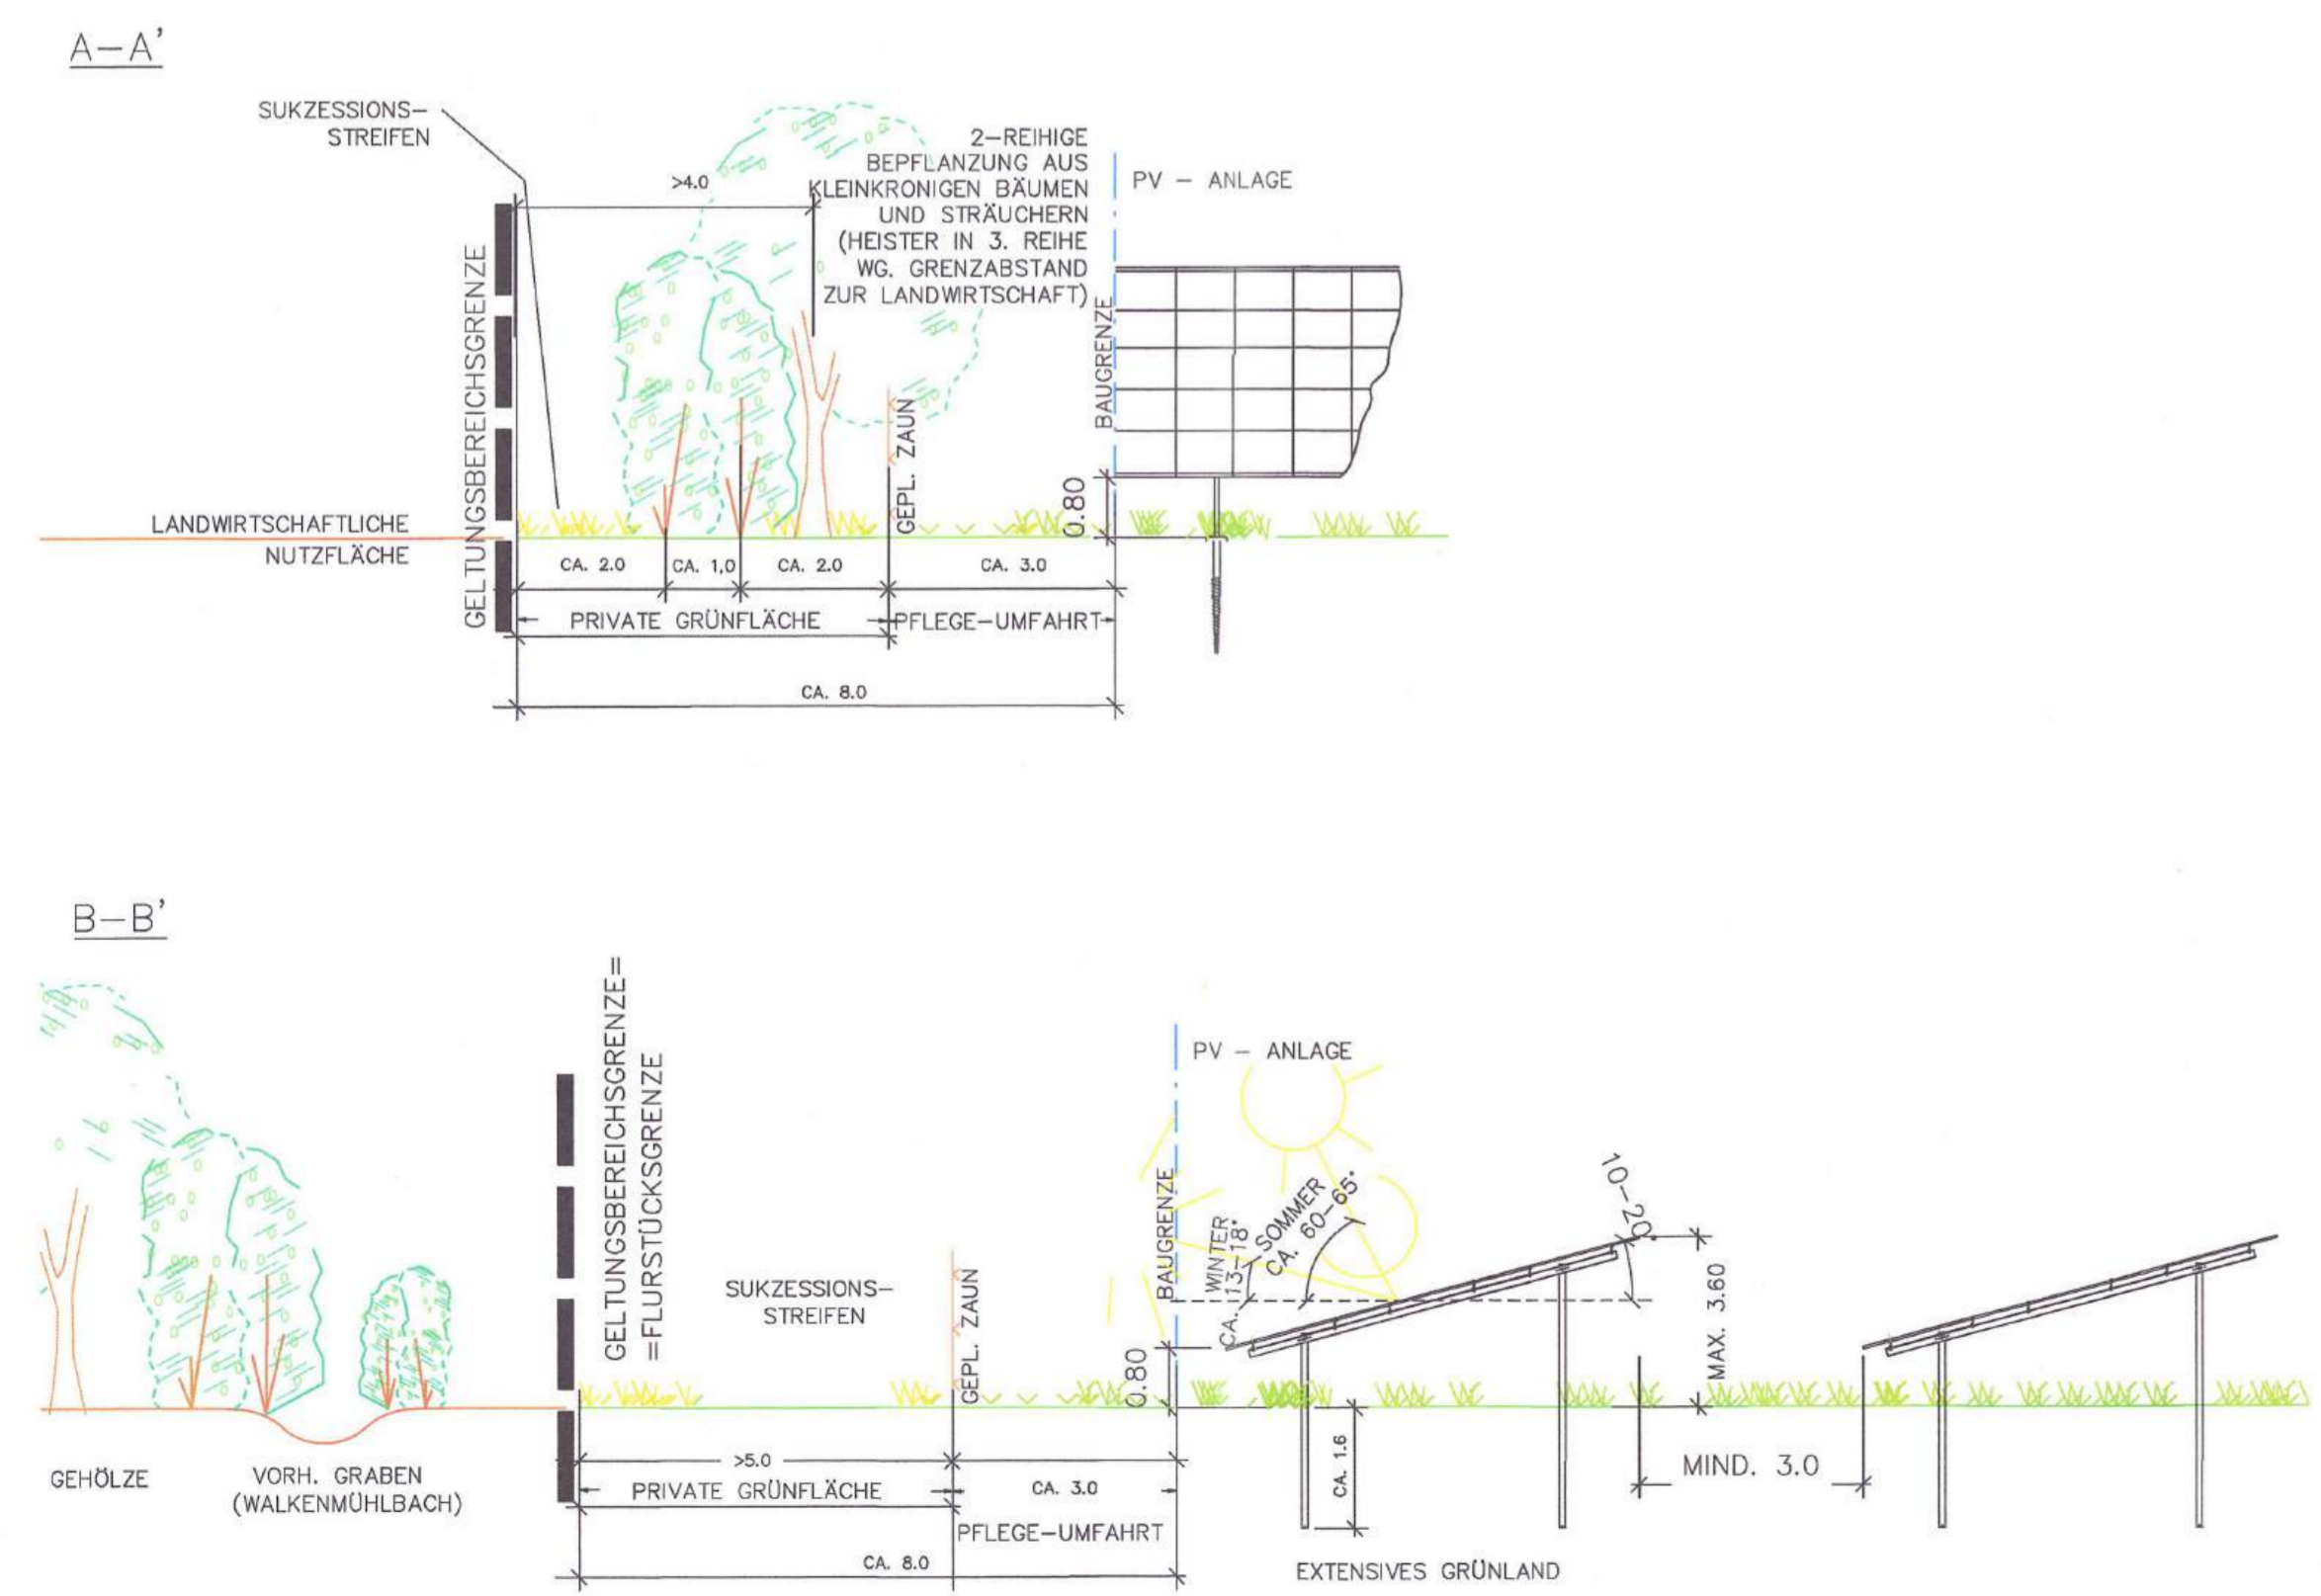 A—A'
SUKZESSIONS—
STREIFEN
>4.0
2—REIHIGE
BEPFLANZUNG AUS
KLEINKRONIGEN BÄUMEN
UND STRÄUCHERN
(HEISTER IN 3. REIHE
WG. GRENZABSTAND
ZUR LANDWIRTSCHAFT)
PV — ANLAGE
GELTUNGSBEREICHSGRENZE
BAUGRENZE
GEPL. ZAUN
0.80
LANDWIRTSCHAFTLICHE
NUTZFLÄCHE
CA. 2.0
CA. 1,0
CA. 2.0
CA. 3.0
PRIVATE GRÜNFLÄCHE
PFLEGE—UMFAHRT
CA. 8.0
B—B'
GELTUNGSBEREICHSGRENZE=
=FLURSTÜCKSGRENZE
PV — ANLAGE
SUKZESSIONS—
STREIFEN
GEPL. ZAUN
BAUGRENZE
0.80
WINTER
CA. 13—18°
SOMMER
CA. 60—65°
10—20°
MAX. 3.60
GEHÖLZE
VORH. GRABEN
(WALKENMÜHLBACH)
>5.0
PRIVATE GRÜNFLÄCHE
CA. 3.0
PFLEGE—UMFAHRT
CA. 8.0
CA. 1.6
MIND. 3.0
EXTENSIVES GRÜNLAND